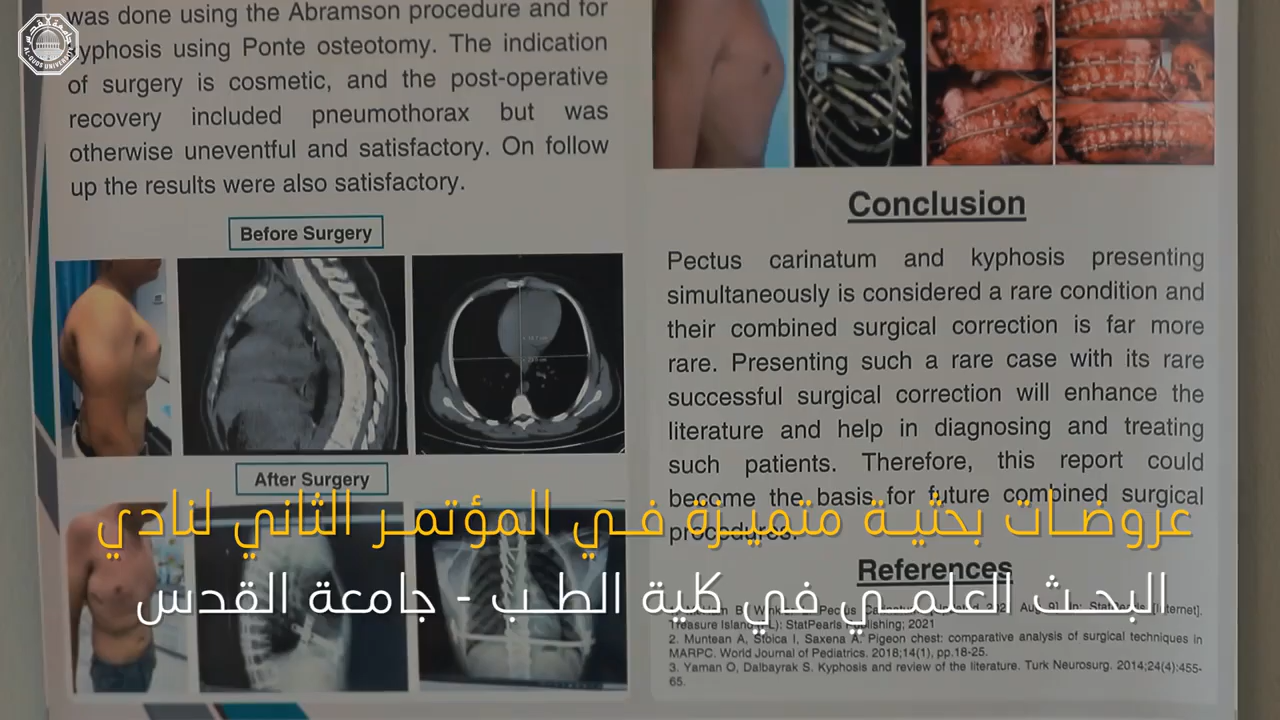 جامعة القدس
AL-QUDS UNIVERSITY
was done using the Abramson procedure and for
kyphosis using Ponte osteotomy. The indication
of surgery is cosmetic, and the post-operative
recovery included pneumothorax but was
otherwise uneventful and satisfactory. On follow
up the results were also satisfactory.
Before Surgery
After Surgery
Conclusion
Pectus carinatum and kyphosis presenting
simultaneously is considered a rare condition and
their combined surgical correction is far more
rare. Presenting such a rare case with its rare
successful surgical correction will enhance the
literature and help in diagnosing and treating
such patients. Therefore, this report could
become the basis for future combined surgical
procedures.
عروضات بحثية متميزة في المؤتمر الثاني لنادي
البحث العلمي في كلية الطب - جامعة القدس
References
Pectus [Internet].
Treasure Island (FL): StatPearls Publishing; 2021
2. Muntean A, Stoica I, Saxena A. Pigeon chest: comparative analysis of surgical techniques in
MARPC. World Journal of Pediatrics. 2018;14(1), pp.18-25.
3. Yaman O, Dalbayrak S. Kyphosis and review of the literature. Turk Neurosurg. 2014;24(4):455-
65.